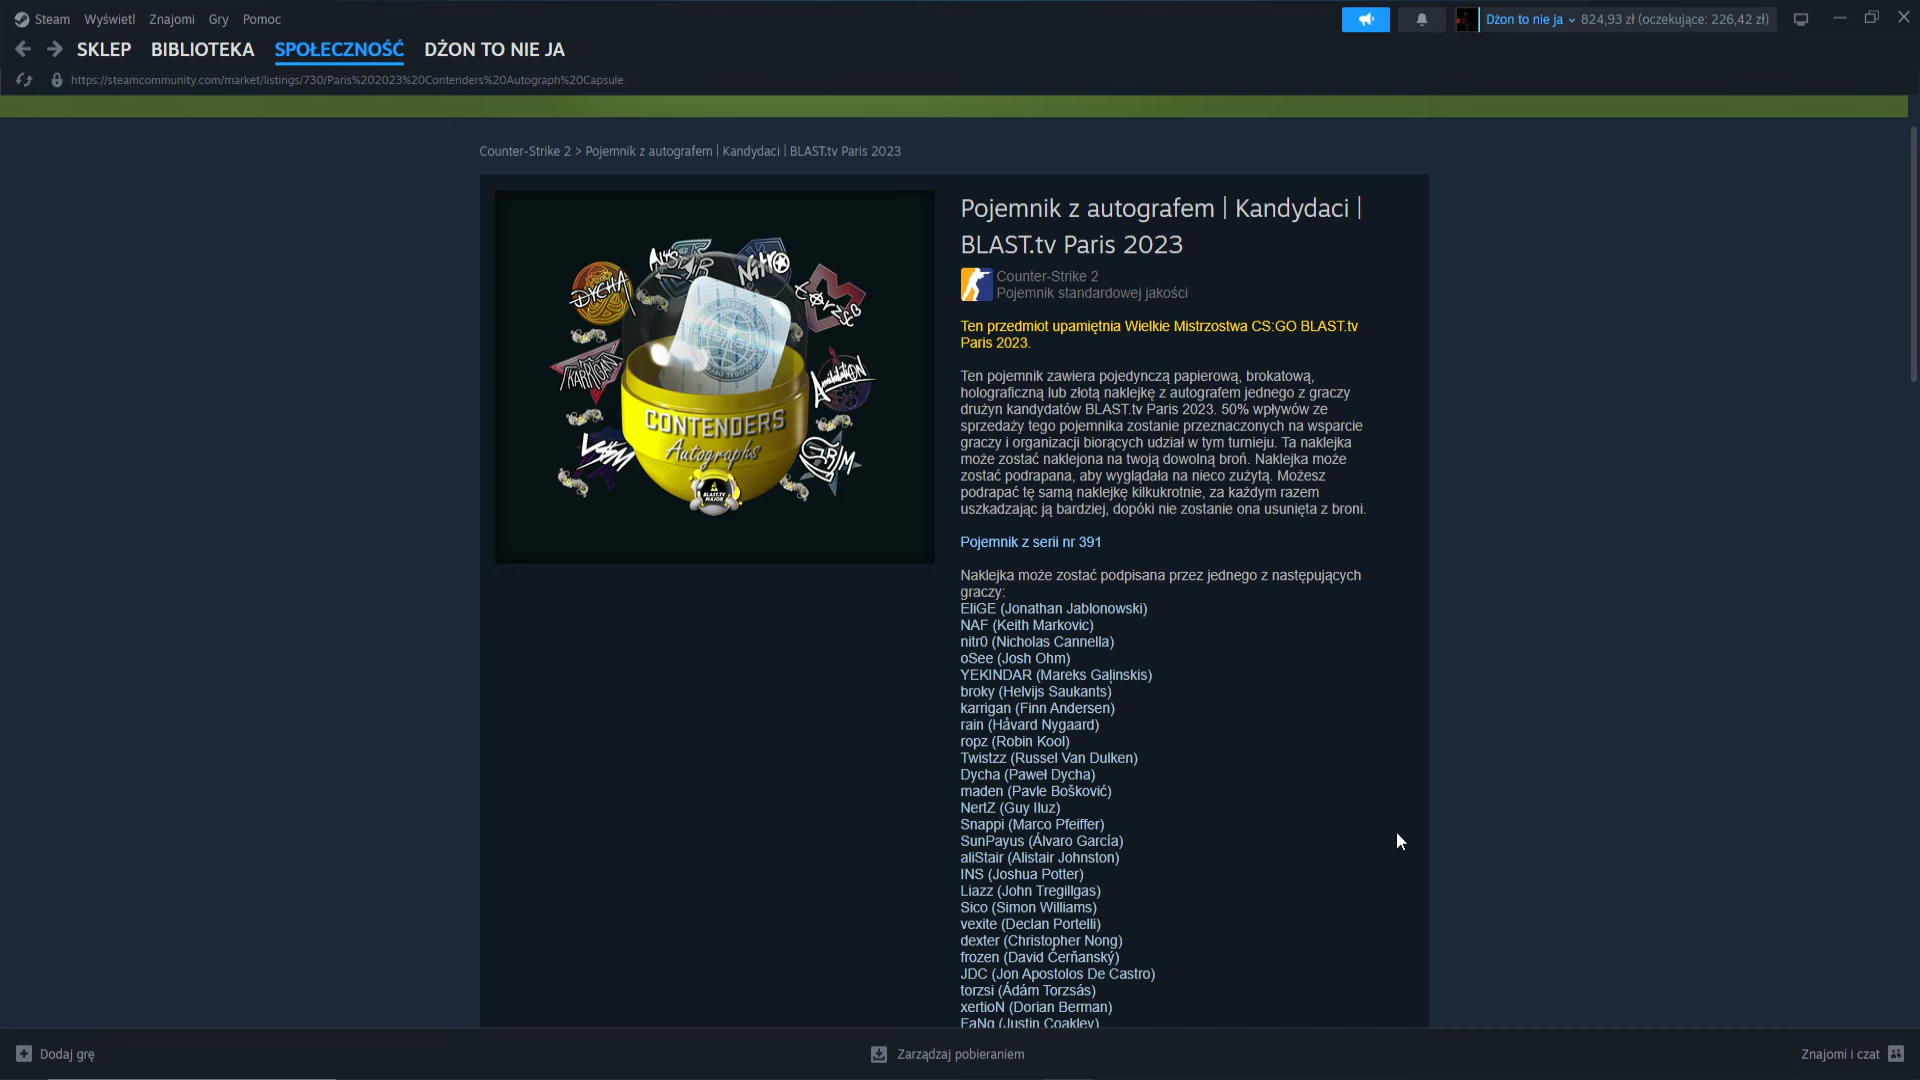 Steam Wyświetl Znajomi Gry Pomoc
Dżon to nie ja 824,93 zł (oczekujące: 226,42 zł)
SKLEP BIBLIOTEKA SPOŁECZNOŚĆ DŻON TO NIE JA
https://steamcommunity.com/market/listings/730/Paris%202023%20Contenders%20Autograph%20Capsule
Counter-Strike 2 > Pojemnik z autografem | Kandydaci | BLAST.tv Paris 2023
DYCHA
ALISTAIR
Nitr
torzsi
KARRIGAN
CONTENDERS
Autographs
GRIM
BLAST.TV
MAJOR
Pojemnik z autografem | Kandydaci |
BLAST.tv Paris 2023
Counter-Strike 2
Pojemnik standardowej jakości
Ten przedmiot upamiętnia Wielkie Mistrzostwa CS:GO BLAST.tv
Paris 2023.
Ten pojemnik zawiera pojedynczą papierową, brokatową,
holograficzną lub złotą naklejkę z autografem jednego z graczy
drużyn kandydatów BLAST.tv Paris 2023. 50% wpływów ze
sprzedaży tego pojemnika zostanie przeznaczonych na wsparcie
graczy i organizacji biorących udział w tym turnieju. Ta naklejka
może zostać naklejona na twoją dowolną broń. Naklejka może
zostać podrapana, aby wyglądała na nieco zużytą. Możesz
podrapać tę samą naklejkę kilkukrotnie, za każdym razem
uszkadzając ją bardziej, dopóki nie zostanie ona usunięta z broni.
Pojemnik z serii nr 391
Naklejka może zostać podpisana przez jednego z następujących
graczy:
EliGE (Jonathan Jablonowski)
NAF (Keith Markovic)
nitr0 (Nicholas Cannella)
oSee (Josh Ohm)
YEKINDAR (Mareks Gaļinskis)
broky (Helvijs Saukants)
karrigan (Finn Andersen)
rain (Håvard Nygaard)
ropz (Robin Kool)
Twistzz (Russel Van Dulken)
Dycha (Paweł Dycha)
maden (Pavle Bošković)
NertZ (Guy Iluz)
Snappi (Marco Pfeiffer)
SunPayus (Álvaro García)
aliStair (Alistair Johnston)
INS (Joshua Potter)
Liazz (John Tregillgas)
Sico (Simon Williams)
vexite (Declan Portelli)
dexter (Christopher Nong)
frozen (David Čerňanský)
JDC (Jon Apostolos De Castro)
torzsi (Ádám Torzsás)
xertioN (Dorian Berman)
FaNg (Justin Coakley)
Dodaj grę
Zarządzaj pobieraniem
Znajomi i czat